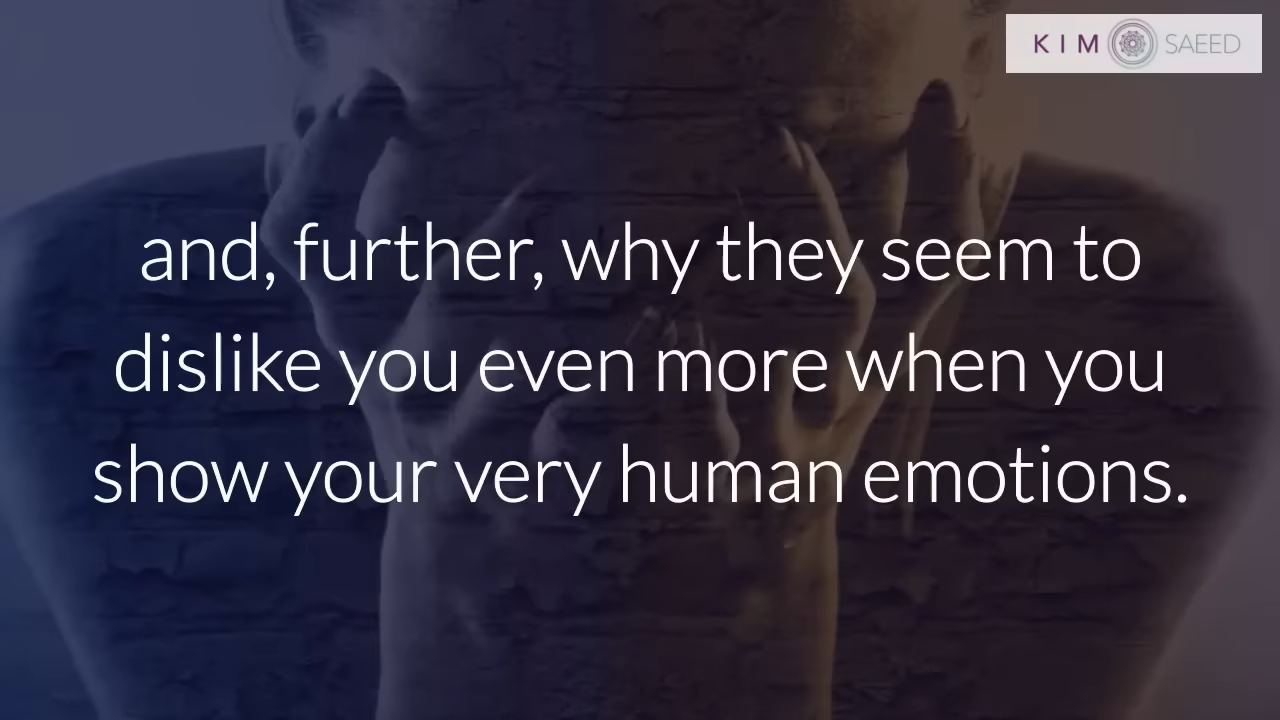 KIM SAEED
and, further, why they seem to
dislike you even more when you
show your very human emotions.